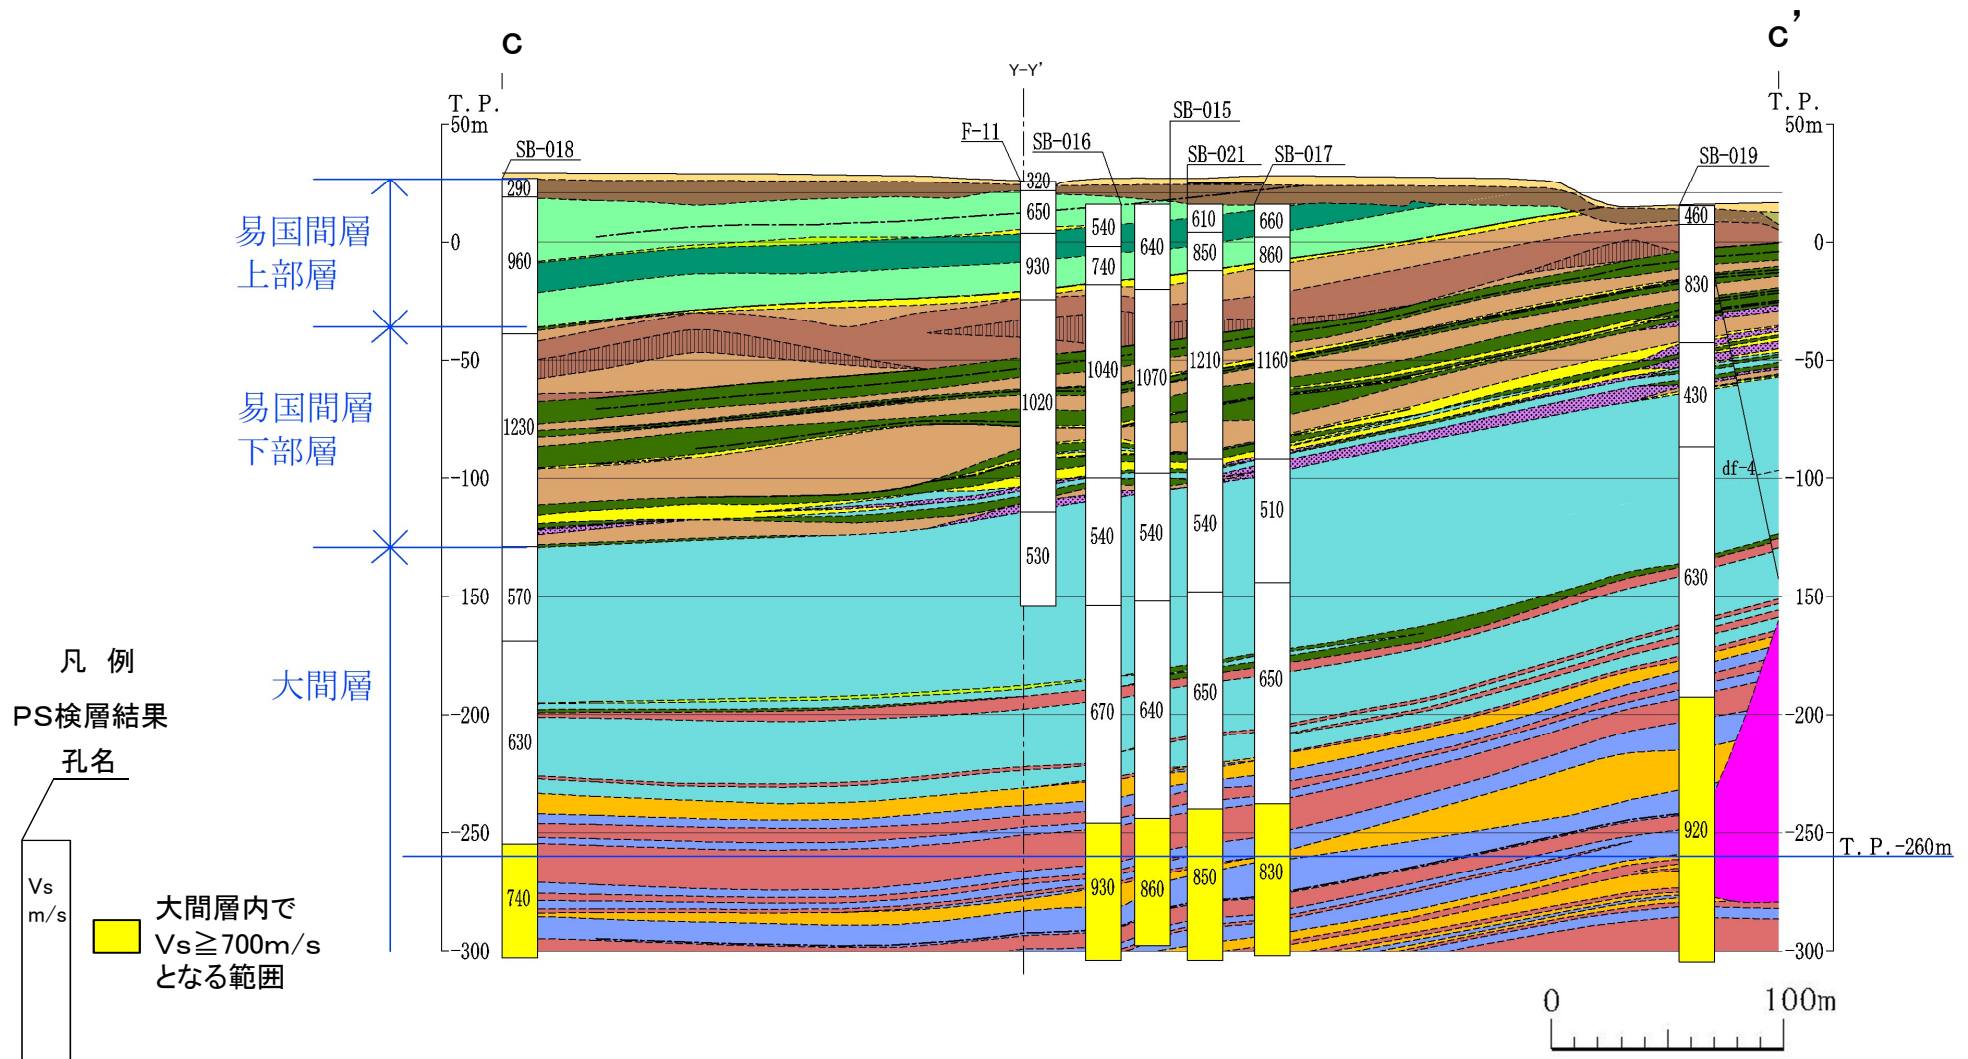 C
C’
Y-Y’
T. P.
50m
0
-50
-100
-150
-200
-250
-300
T. P.
50m
0
-50
-100
150
-200
-250
-300
T. P.-260m
SB-018
F-11
SB-016
SB-015
SB-021
SB-017
SB-019
290
960
1230
570
630
740
320
650
930
1020
530
540
740
1040
540
670
930
640
1070
540
640
860
610
850
1210
540
650
850
660
860
1160
510
650
830
460
830
430
630
920
df-4
易国間層
上部層
易国間層
下部層
大間層
凡 例
PS検層結果
孔名
Vs
m/s
大間層内で
Vs≧700m/s
となる範囲
0 100m